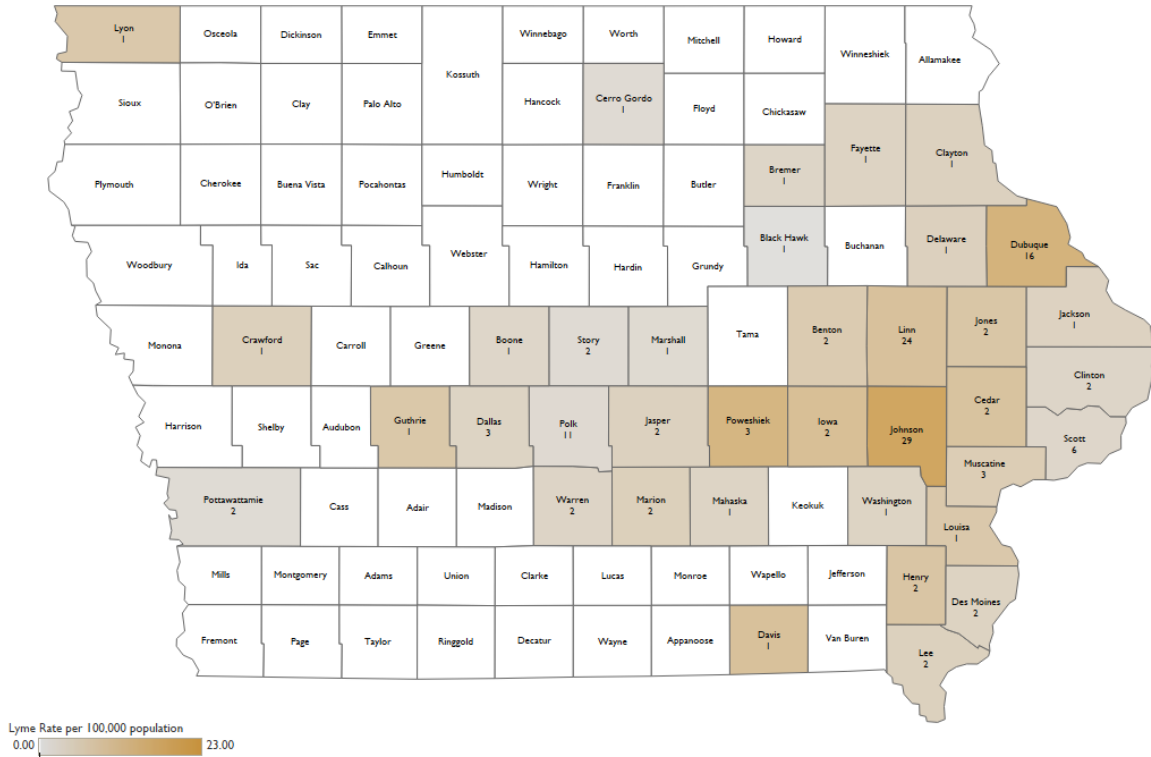 Lyon
1
Osceola
Dickinson
Emmet
Kossuth
Winnebago
Worth
Mitchell
Howard
Winneshiek
Allamakee
Sioux
O'Brien
Clay
Palo Alto
Hancock
Cerro Gordo
1
Floyd
Chickasaw
Fayette
1
Clayton
1
Plymouth
Cherokee
Buena Vista
Pocahontas
Humboldt
Wright
Franklin
Butler
Bremer
1
Woodbury
Ida
Sac
Calhoun
Webster
Hamilton
Hardin
Grundy
Black Hawk
1
Buchanan
Delaware
1
Dubuque
16
Monona
Crawford
1
Carroll
Greene
Boone
1
Story
2
Marshall
1
Tama
Benton
2
Linn
24
Jones
2
Jackson
1
Clinton
2
Harrison
Shelby
Audubon
Guthrie
1
Dallas
3
Polk
11
Jasper
2
Poweshiek
3
Iowa
2
Johnson
29
Cedar
2
Scott
6
Muscatine
3
Pottawattamie
2
Cass
Adair
Madison
Warren
2
Marion
2
Mahaska
1
Keokuk
Washington
1
Louisa
1
Mills
Montgomery
Adams
Union
Clarke
Lucas
Monroe
Wapello
Jefferson
Henry
2
Des Moines
2
Fremont
Page
Taylor
Ringgold
Decatur
Wayne
Appanoose
Davis
1
Van Buren
Lee
2
Lyme Rate per 100,000 population
0.00 23.00